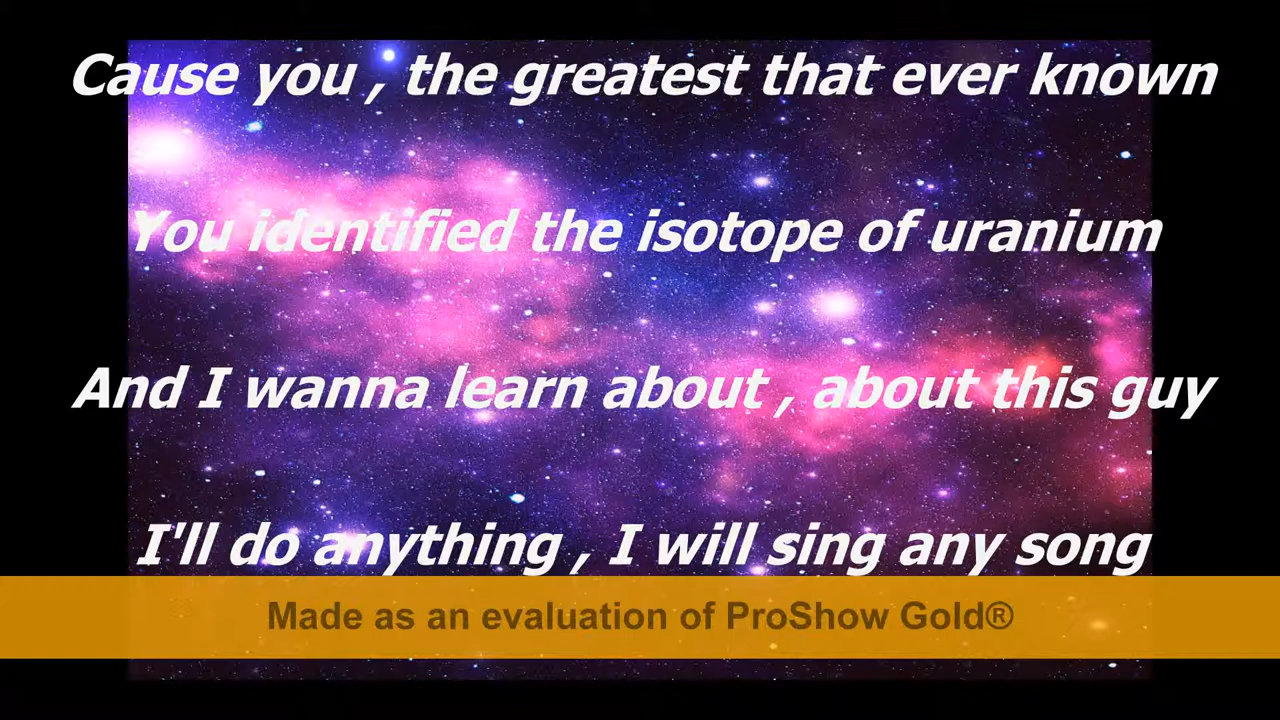 Cause you , the greatest that ever known
You identified the isotope of uranium
And I wanna learn about , about this guy
I'll do anything , I will sing any song
Made as an evaluation of ProShow Gold®